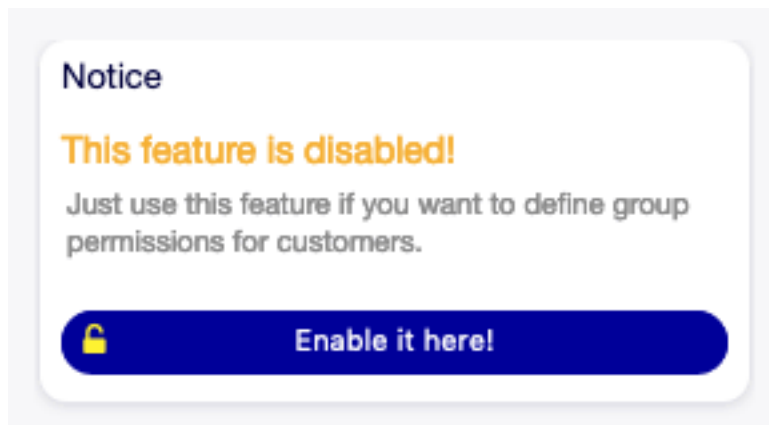 Notice
This feature is disabled!
Just use this feature if you want to define group
permissions for customers.
Enable it here!